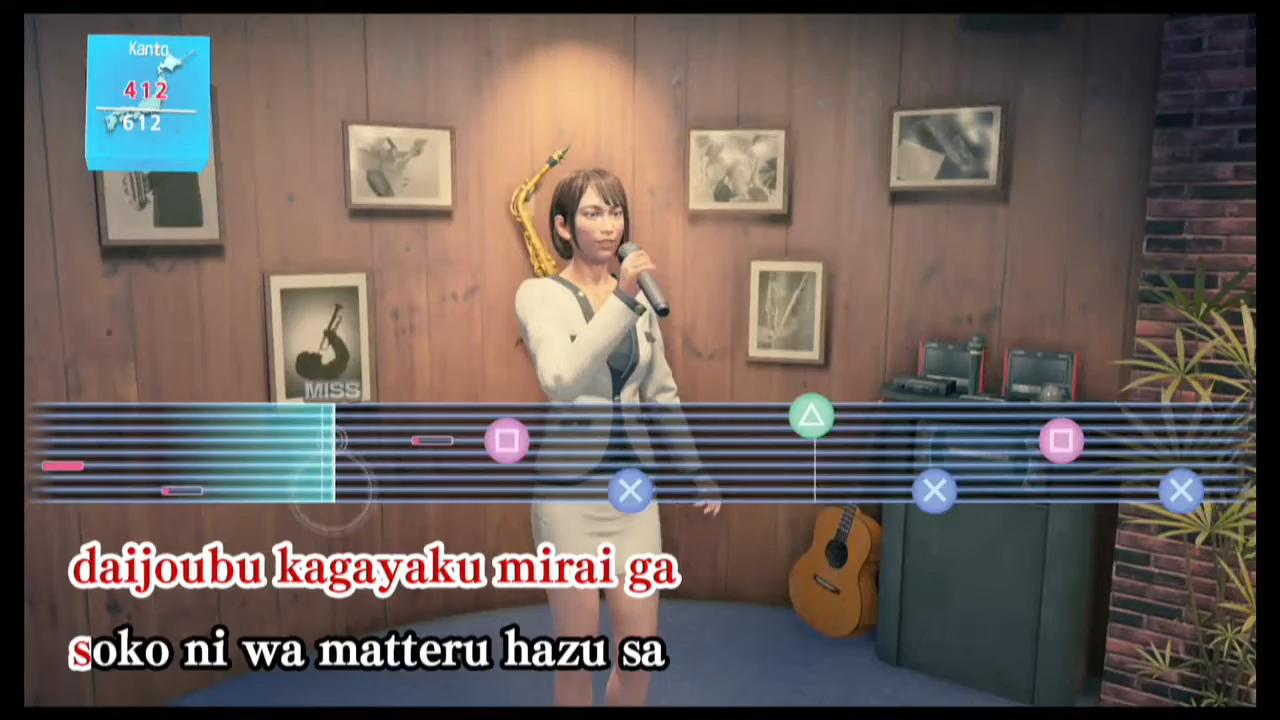 Kanto
412
612
MISS
daijoubu kagayaku mirai ga
soko ni wa matteru hazu sa